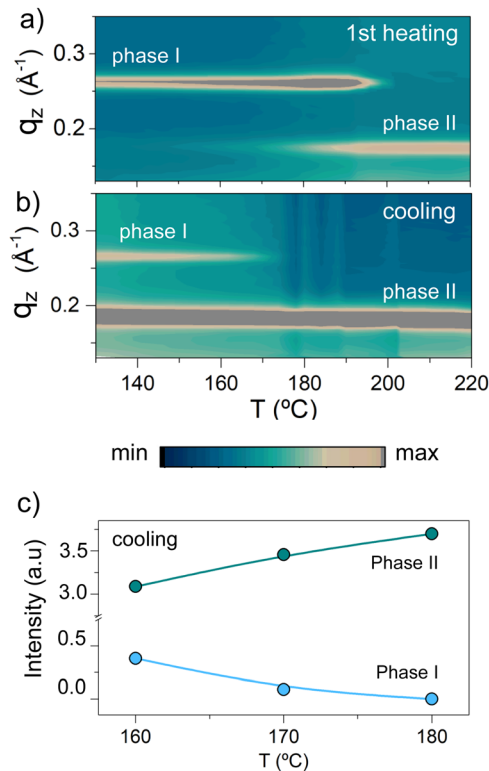 a)
1st heating
phase I
phase II
0.3
0.2
qz (Å-1)
b)
cooling
phase I
phase II
0.3
0.2
qz (Å-1)
140 160 180 200 220
T (ºC)
min max
c)
cooling
Phase II
Phase I
3.5
3.0
0.5
0.0
Intensity (a.u)
160 170 180
T (ºC)